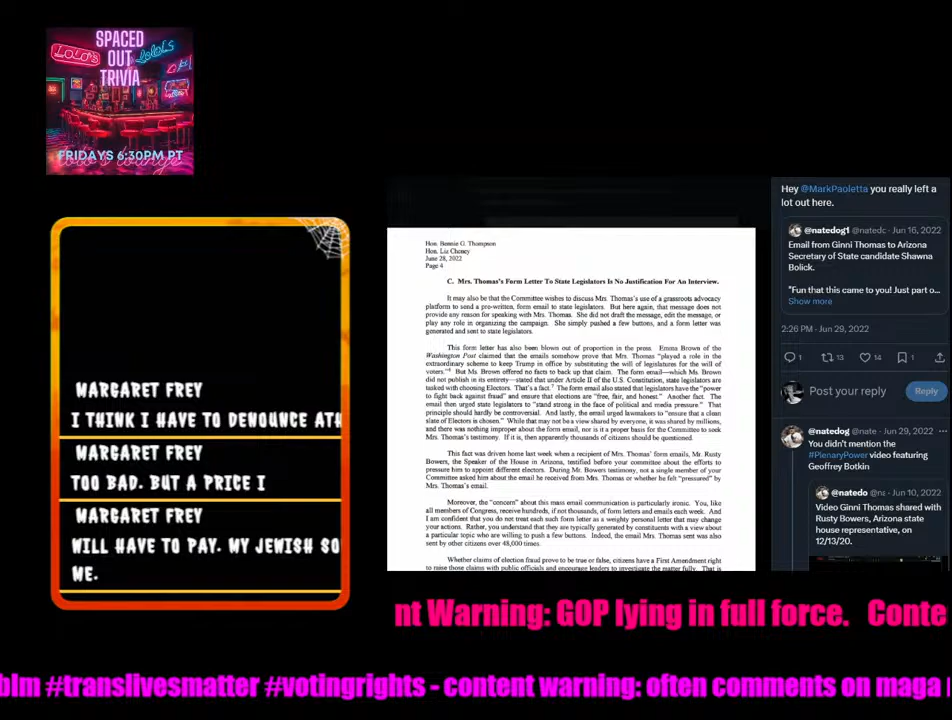 SPACED
OUT
TRIVIA
LOLO'S
FRIDAYS 6:30PM PT
lolo's lounge
MARGARET FREY
I THINK I HAVE TO DENOUNCE ATH
MARGARET FREY
TOO BAD. BUT A PRICE I
MARGARET FREY
WILL HAVE TO PAY. MY JEWISH SO
ME.
Hon. Bennie G. Thompson
Hon. Liz Cheney
June 28, 2022
Page 4
C. Mrs. Thomas's Form Letter To State Legislators Is No Justification For An Interview.
It may also be that the Committee wishes to discuss Mrs. Thomas's use of a grassroots advocacy
platform to send a pre-written, form email to state legislators. But here again, that message does not
provide any reason for speaking with Mrs. Thomas. She did not draft the message, edit the message, or
play any role in organizing the campaign. She simply pushed a few buttons, and a form letter was
generated and sent to state legislators.
This form letter has also been blown out of proportion in the press. Emma Brown of the
Washington Post claimed that the emails somehow prove that Mrs. Thomas "played a role in the
extraordinary scheme to keep Trump in office by substituting the will of legislatures for the will of
voters." But Ms. Brown offered no facts to back up that claim. The form email—which Ms. Brown
did not publish in its entirety—stated that under Article II of the U.S. Constitution, state legislators are
tasked with choosing Electors. That's a fact.7 The form email also stated that legislators have the "power
to fight back against fraud" and ensure that elections are "free, fair, and honest." Another fact. The
email then urged state legislators to "stand strong in the face of political and media pressure." That
principle should hardly be controversial. And lastly, the email urged lawmakers to "ensure that a clean
slate of Electors is chosen." While that may not be a view shared by everyone, it was shared by millions,
and there was nothing improper about the form email, nor is it a proper basis for the Committee to seek
Mrs. Thomas's testimony. If it is, then apparently thousands of citizens should be questioned.
This fact was driven home last week when a recipient of Mrs. Thomas' form emails, Mr. Rusty
Bowers, the Speaker of the House in Arizona, testified before your committee about the efforts to
pressure him to appoint different electors. During Mr. Bowers testimony, not a single member of your
Committee asked him about the email he received from Mrs. Thomas or whether he felt "pressured" by
Mrs. Thomas's email.
Moreover, the "concern" about this mass email communication is particularly ironic. You, like
all members of Congress, receive hundreds, if not thousands, of form letters and emails each week. And
I am confident that you do not treat each such form letter as a weighty personal letter that may change
your actions. Rather, you understand that they are typically generated by constituents with a view about
a particular topic who are willing to push a few buttons. Indeed, the email Mrs. Thomas sent was also
sent by other citizens over 48,000 times.
Whether claims of election fraud prove to be true or false, citizens have a First Amendment right
to raise those claims with public officials and encourage leaders to investigate the matter fully. That is
Hey @MarkPaoletta you really left a
lot out here.
@natedog1 @natedc · Jun 16, 2022
Email from Ginni Thomas to Arizona
Secretary of State candidate Shawna
Bolick.
"Fun that this came to you! Just part o...
Show more
2:26 PM · Jun 29, 2022
1 13 14 1
Post your reply
Reply
@natedog @nate · Jun 29, 2022 ···
You didn't mention the
#PlenaryPower video featuring
Geoffrey Botkin
@natedo @na · Jun 10, 2022
Video Ginni Thomas shared with
Rusty Bowers, Arizona state
house representative, on
12/13/20.
nt Warning: GOP lying in full force. Conte
blm #translivesmatter #votingrights - content warning: often comments on maga